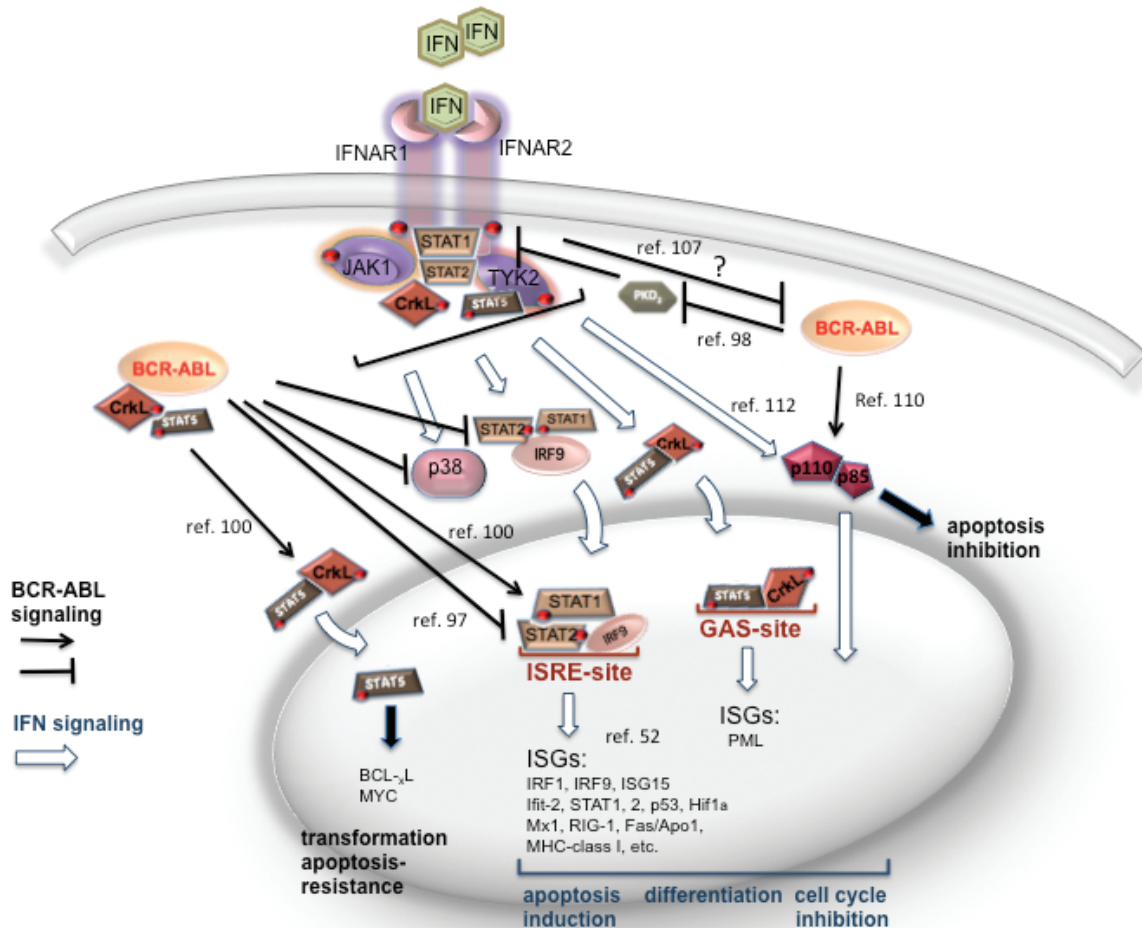 IFN
IFN
IFN
IFNAR1
IFNAR2
STAT1
JAK1
STAT2
TYK2
CrkL
STAT5
ref. 107
?
PKD2
ref. 98
BCR-ABL
BCR-ABL
CrkL
STAT5
ref. 112
Ref. 110
STAT2
STAT1
IRF9
p38
CrkL
STAT5
p110
p85
apoptosis
inhibition
ref. 100
ref. 100
CrkL
STAT5
BCR-ABL
signaling
ref. 97
STAT1
STAT2
IRF9
ISRE-site
STAT5
CrkL
GAS-site
STAT5
IFN signaling
ISGs:
PML
ref. 52
ISGs:
IRF1, IRF9, ISG15
Ifit-2, STAT1, 2, p53, Hif1a
Mx1, RIG-1, Fas/Apo1,
MHC-class I, etc.
BCL-xL
MYC
transformation
apoptosis-
resistance
apoptosis
induction
differentiation
cell cycle
inhibition